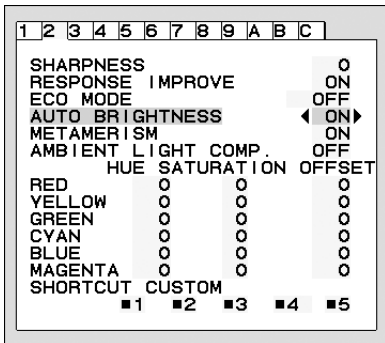 1 2 3 4 5 6 7 8 9 A B C
SHARPNESS 0
RESPONSE IMPROVE ON
ECO MODE OFF
AUTO BRIGHTNESS ◀ ON▶
METAMERISM ON
AMBIENT LIGHT COMP. OFF
HUE SATURATION OFFSET
RED 0 0 0
YELLOW 0 0 0
GREEN 0 0 0
CYAN 0 0 0
BLUE 0 0 0
MAGENTA 0 0 0
SHORTCUT CUSTOM
■1 ■2 ■3 ■4 ■5